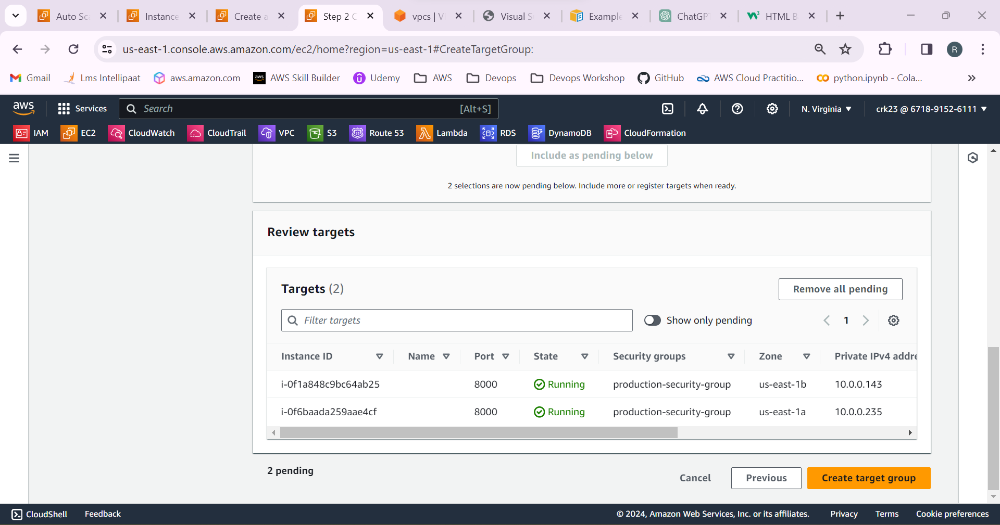 Auto Sc
Instance
Create a
Step 2 C
vpcs | V
Visual S
Example
ChatGP
HTML B
us-east-1.console.aws.amazon.com/ec2/home?region=us-east-1#CreateTargetGroup:
R
Gmail
Lms Intellipaat
aws.amazon.com
aws
AWS Skill Builder
Udemy
AWS
Devops
Devops Workshop
GitHub
AWS Cloud Practitio...
python.ipynb - Cola...
aws
Services
Search
[Alt+S]
N. Virginia
crk23 @ 6718-9152-6111
IAM
EC2
CloudWatch
CloudTrail
VPC
S3
Route 53
Lambda
RDS
DynamoDB
CloudFormation
Include as pending below
2 selections are now pending below. Include more or register targets when ready.
Review targets
Targets (2)
Remove all pending
Filter targets
Show only pending
1
Instance ID Name Port State Security groups Zone Private IPv4 addre
i-0f1a848c9bc64ab25 8000 Running production-security-group us-east-1b 10.0.0.143
i-0f6baada259aae4cf 8000 Running production-security-group us-east-1a 10.0.0.235
2 pending
Cancel
Previous
Create target group
CloudShell
Feedback
© 2024, Amazon Web Services, Inc. or its affiliates.
Privacy
Terms
Cookie preferences